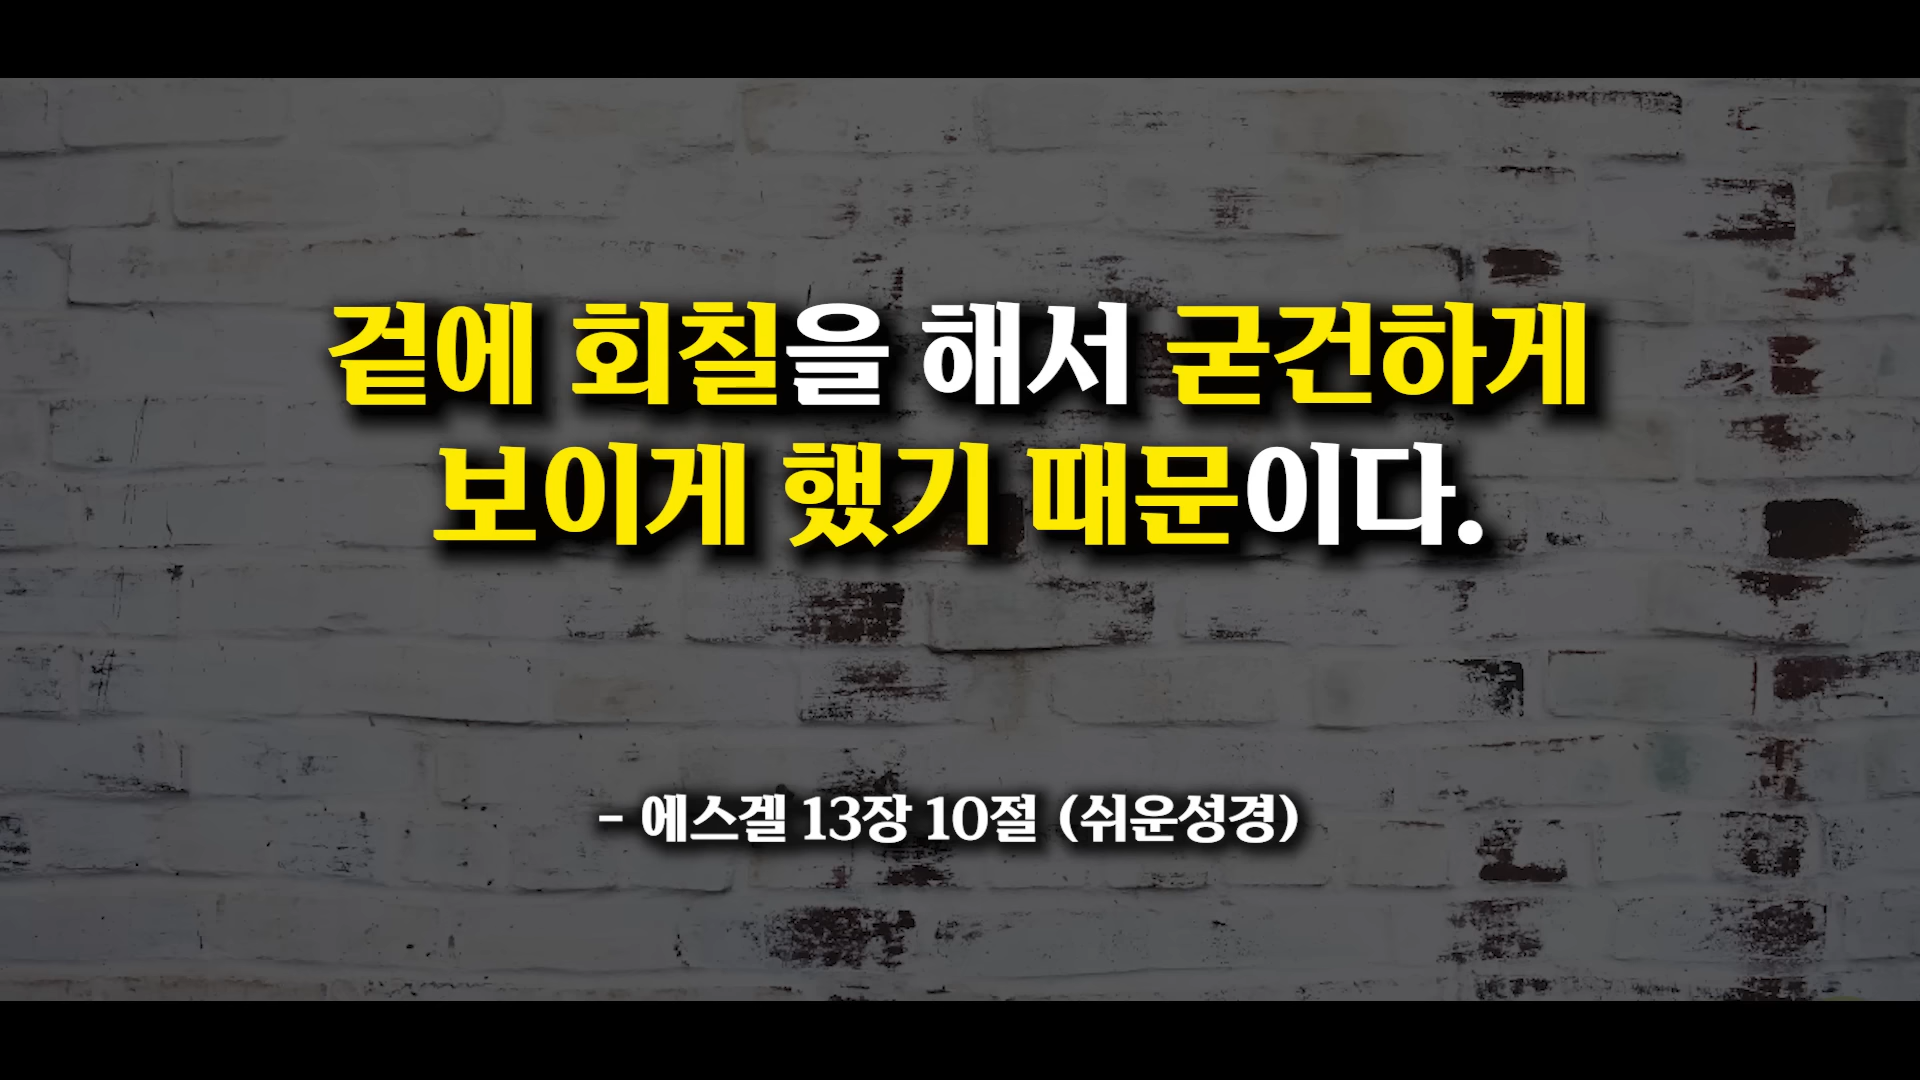 겉에 회칠을 해서 굳건하게
보이게 했기 때문이다.
- 에스겔 13장 10절 (쉬운성경)